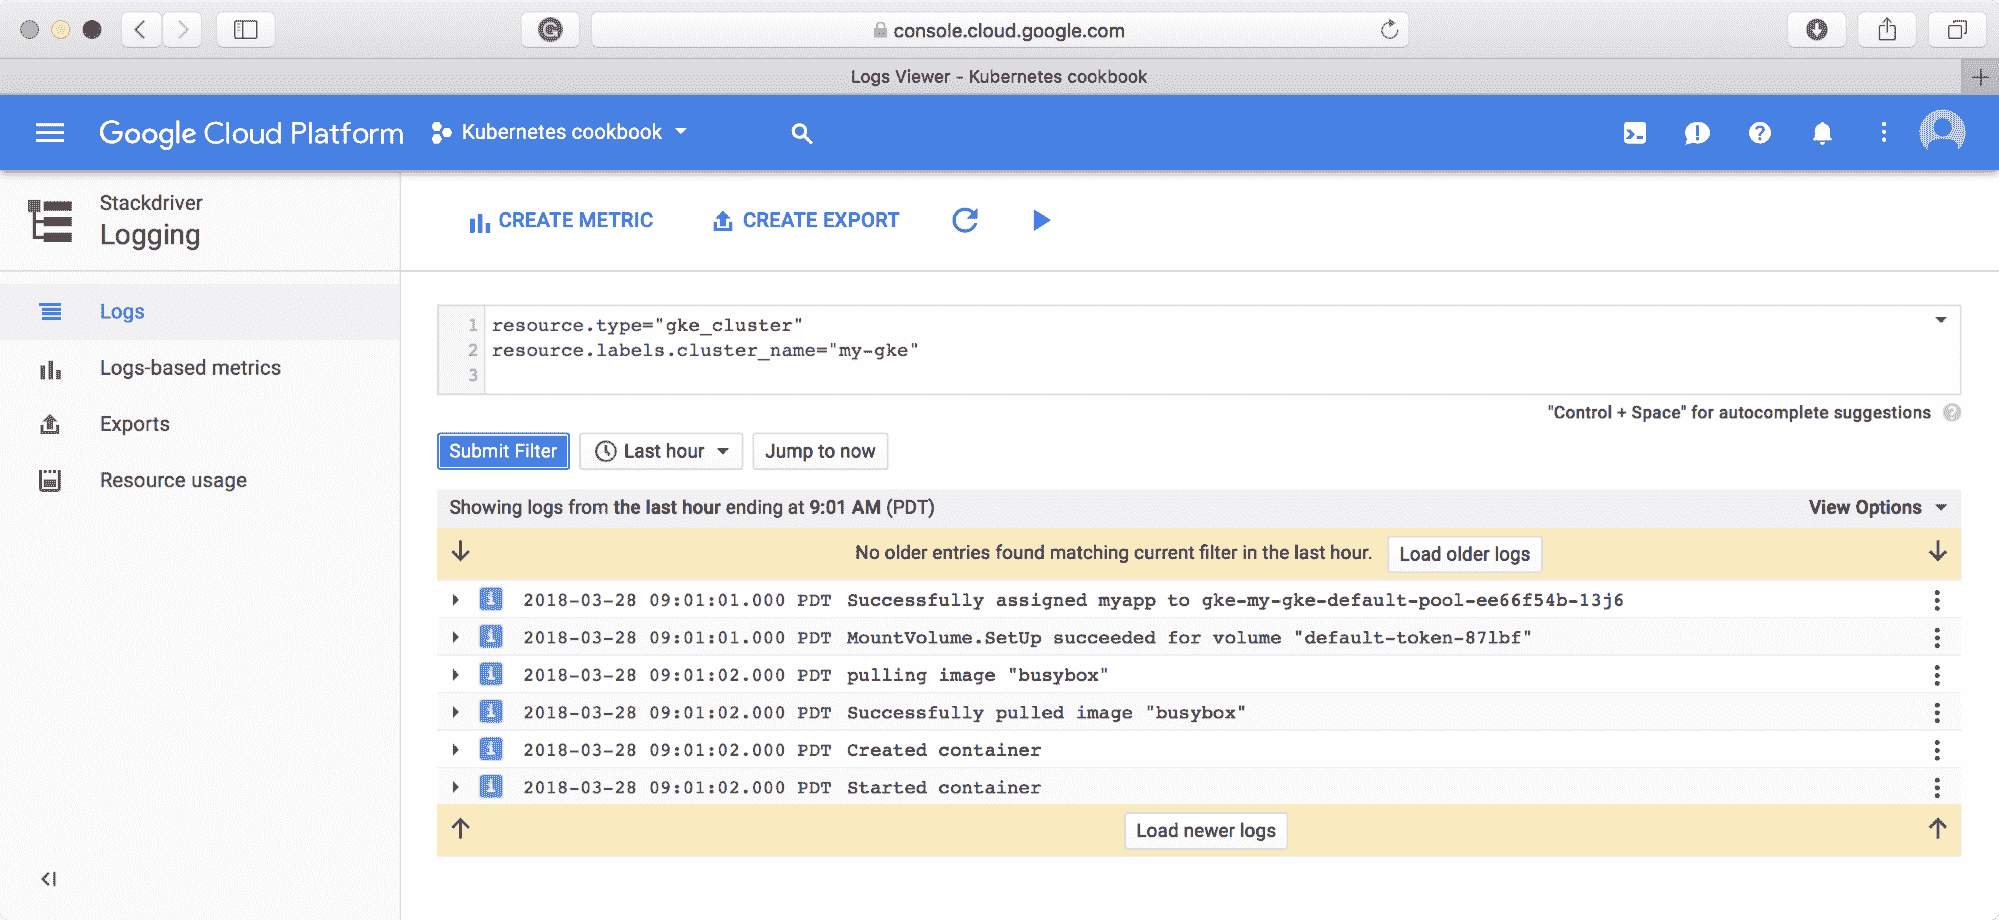 console.cloud.google.com
Logs Viewer - Kubernetes cookbook
Google Cloud Platform Kubernetes cookbook
Stackdriver
Logging
CREATE METRIC CREATE EXPORT
Logs
Logs-based metrics
Exports
Resource usage
1 resource.type="gke_cluster"
2 resource.labels.cluster_name="my-gke"
3
"Control + Space" for autocomplete suggestions
Submit Filter Last hour Jump to now
Showing logs from the last hour ending at 9:01 AM (PDT) View Options
No older entries found matching current filter in the last hour. Load older logs
2018-03-28 09:01:01.000 PDT Successfully assigned myapp to gke-my-gke-default-pool-ee66f54b-13j6
2018-03-28 09:01:01.000 PDT MountVolume.SetUp succeeded for volume "default-token-87lbf"
2018-03-28 09:01:02.000 PDT pulling image "busybox"
2018-03-28 09:01:02.000 PDT Successfully pulled image "busybox"
2018-03-28 09:01:02.000 PDT Created container
2018-03-28 09:01:02.000 PDT Started container
Load newer logs